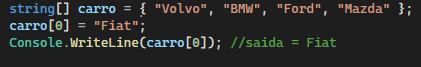 string[] carro = { "Volvo", "BMW", "Ford", "Mazda" };
carro[0] = "Fiat";
Console.WriteLine(carro[0]); //saida = Fiat